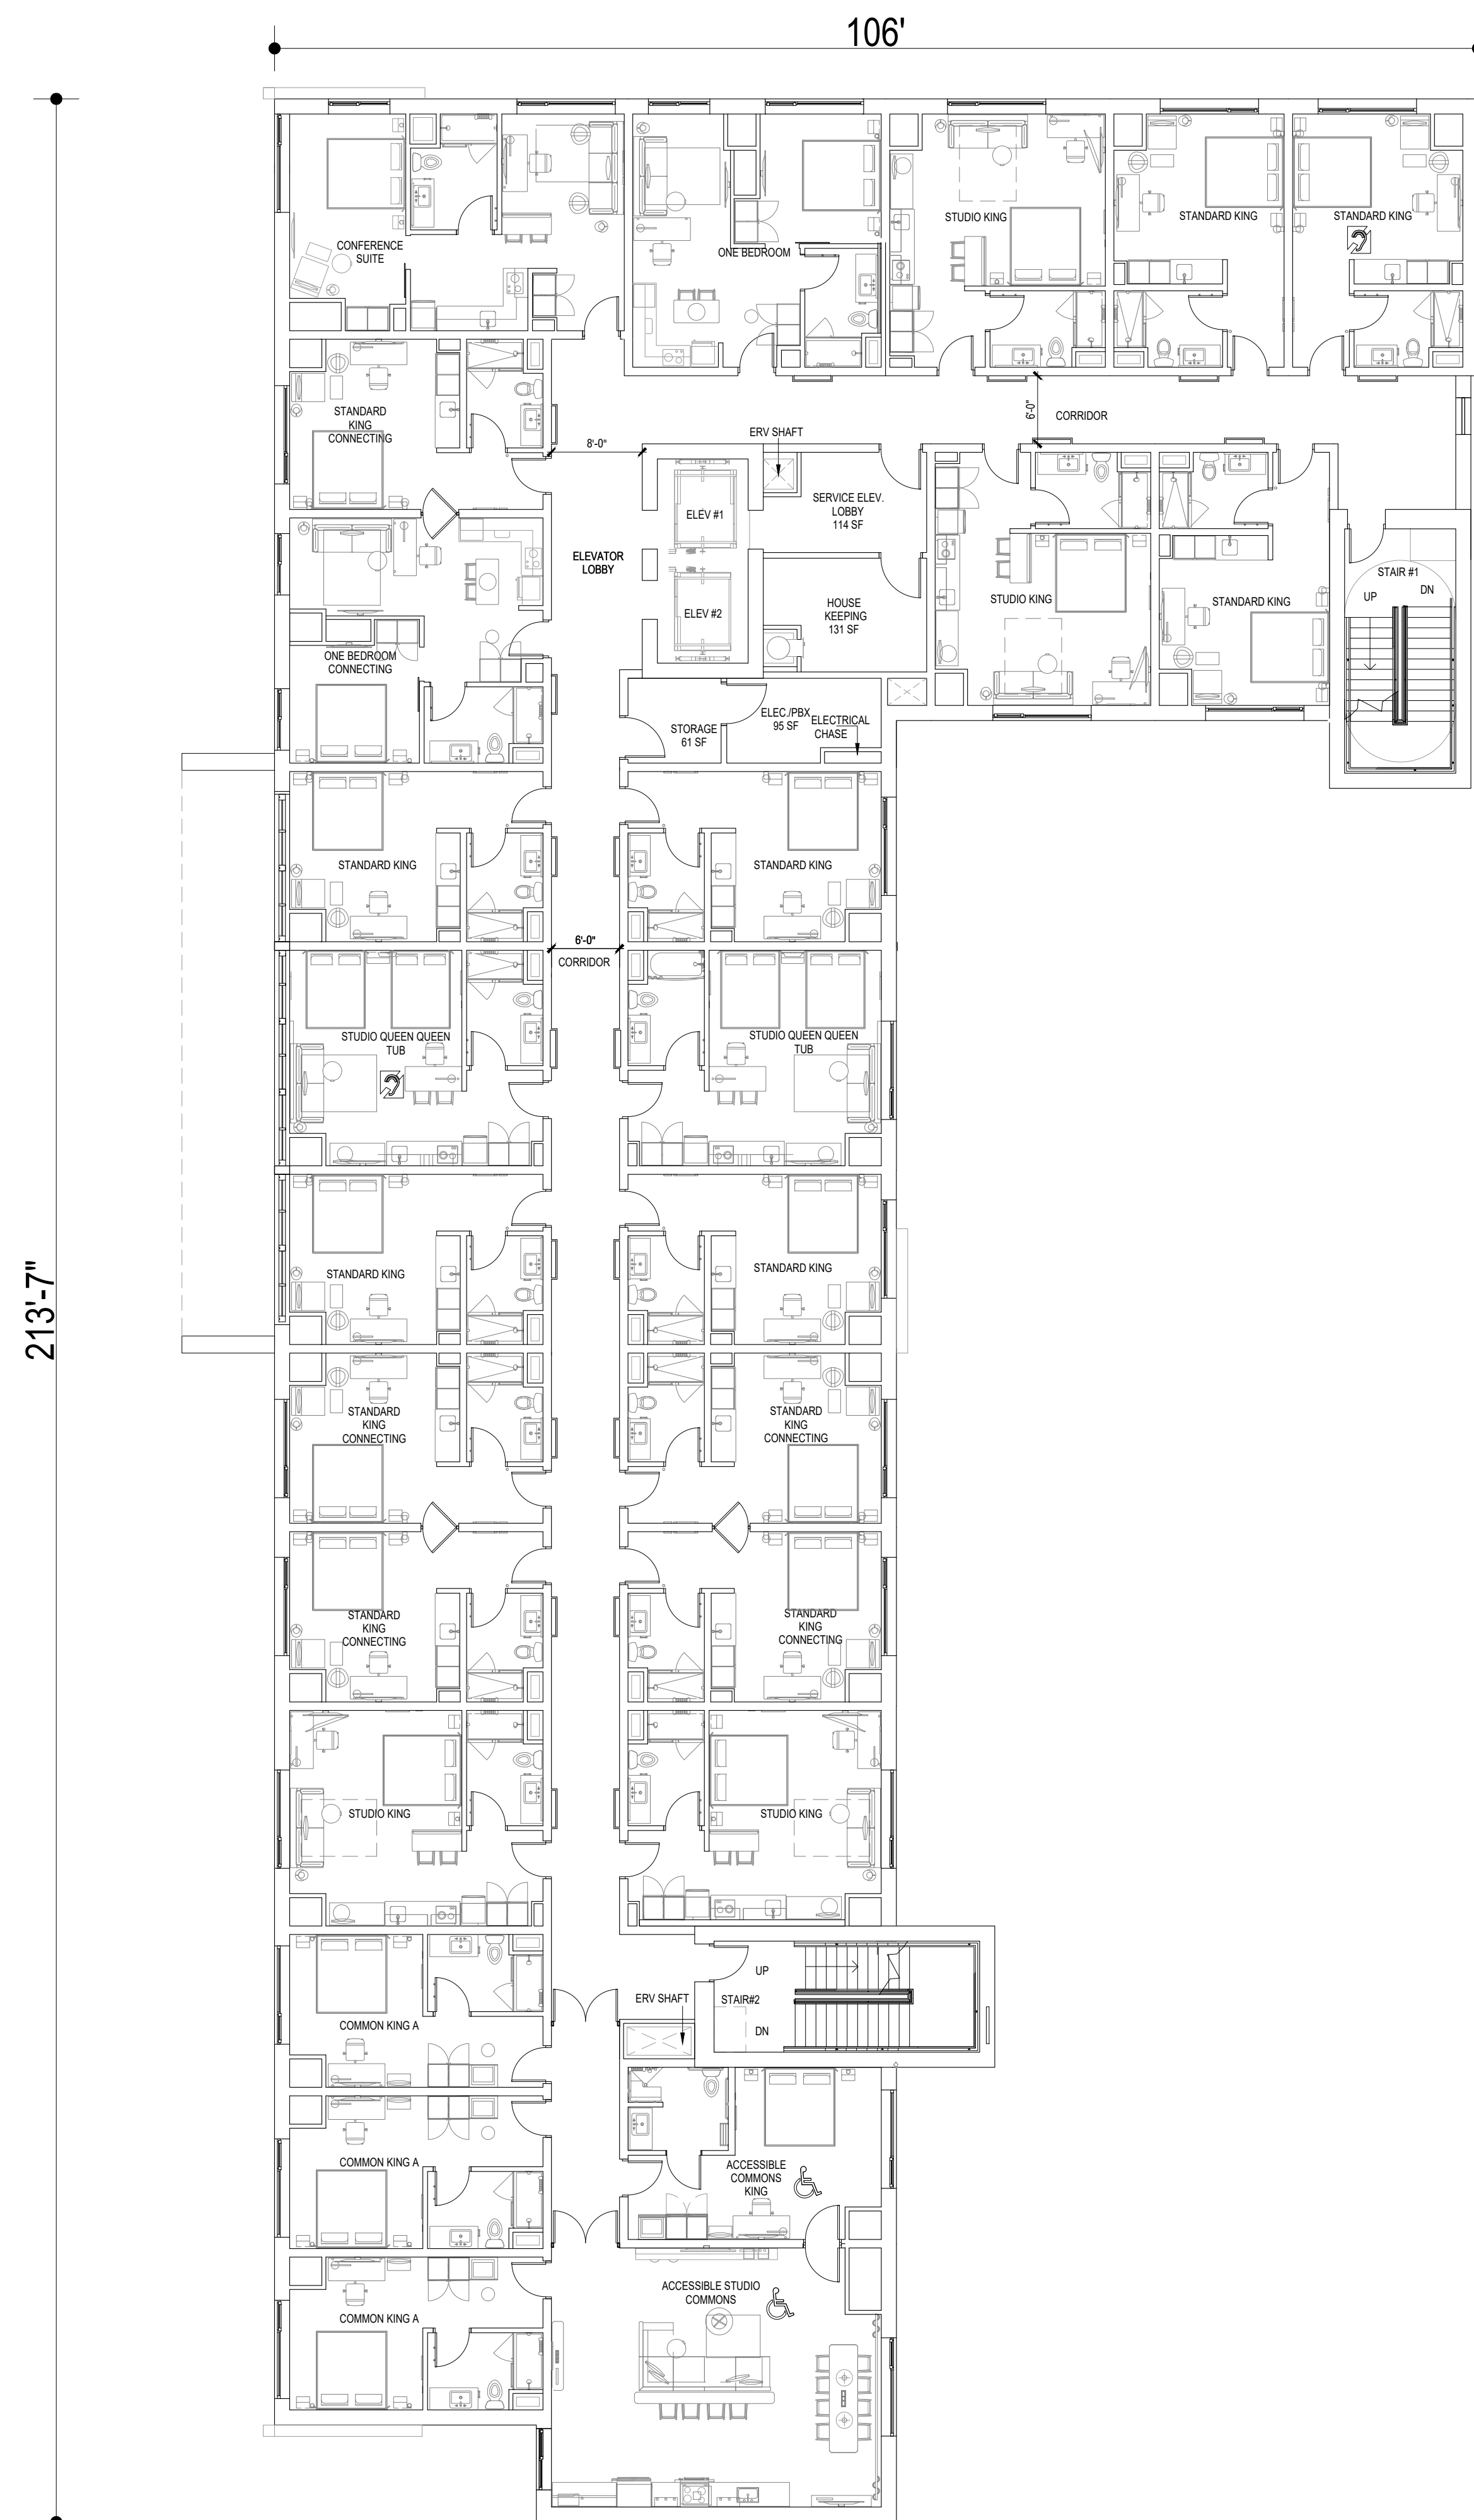 106'
213'-7"
CONFERENCE
SUITE
ONE BEDROOM
STUDIO KING
STANDARD KING
STANDARD KING
STANDARD
KING
CONNECTING
8'-0"
ERV SHAFT
6'-0"
CORRIDOR
ELEV #1
SERVICE ELEV.
LOBBY
114 SF
ELEVATOR
LOBBY
ELEV #2
HOUSE
KEEPING
131 SF
STUDIO KING
STANDARD KING
STAIR #1
UP
DN
ONE BEDROOM
CONNECTING
STORAGE
61 SF
ELEC./PBX
95 SF
ELECTRICAL
CHASE
STANDARD KING
STANDARD KING
6'-0"
CORRIDOR
STUDIO QUEEN QUEEN
TUB
STUDIO QUEEN QUEEN
TUB
STANDARD KING
STANDARD KING
STANDARD
KING
CONNECTING
STANDARD
KING
CONNECTING
STANDARD
KING
CONNECTING
STANDARD
KING
CONNECTING
STUDIO KING
STUDIO KING
COMMON KING A
ERV SHAFT
UP
STAIR#2
DN
COMMON KING A
ACCESSIBLE
COMMONS
KING
COMMON KING A
ACCESSIBLE STUDIO
COMMONS